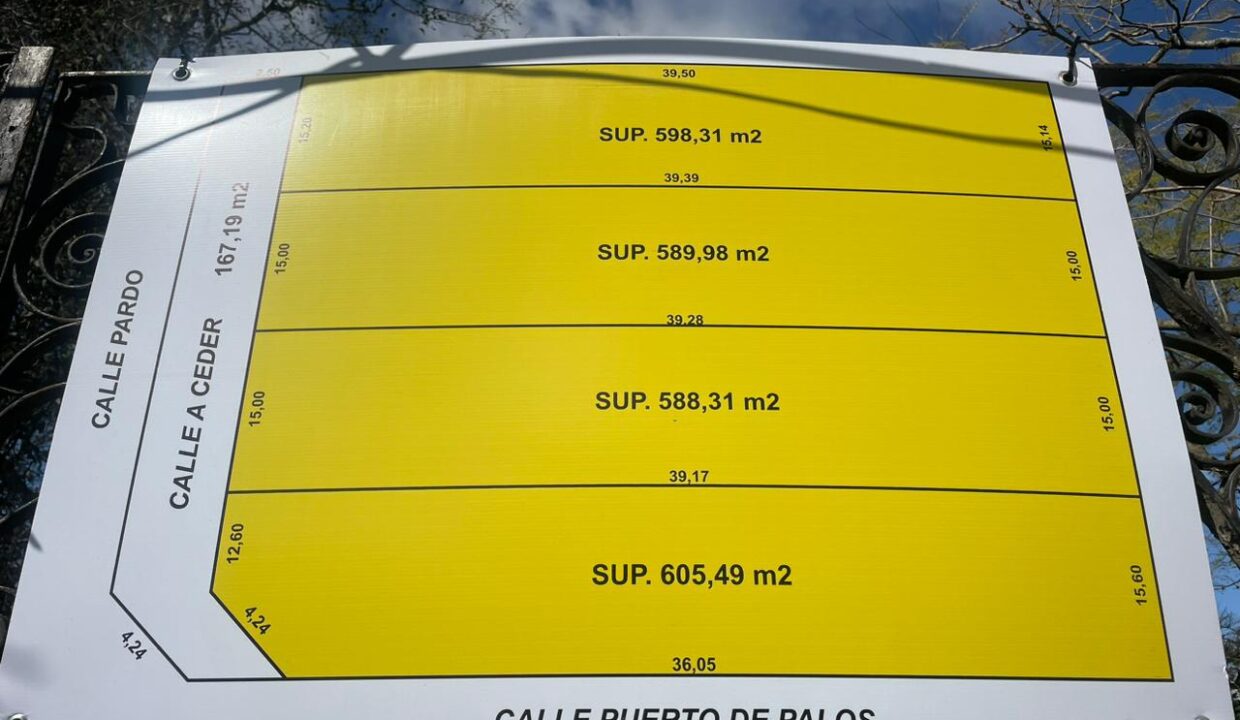 2,50
39,50
15,20
SUP. 598,31 m2
15,14
39,39
167,19 m2
15,00
SUP. 589,98 m2
15,00
39.28
CALLE PARDO
CALLE A CEDER
15,00
SUP. 588,31 m2
15,00
39,17
12,60
SUP. 605,49 m2
15,60
4,24
4,24
36,05
CALLE PUERTO DE PALOS